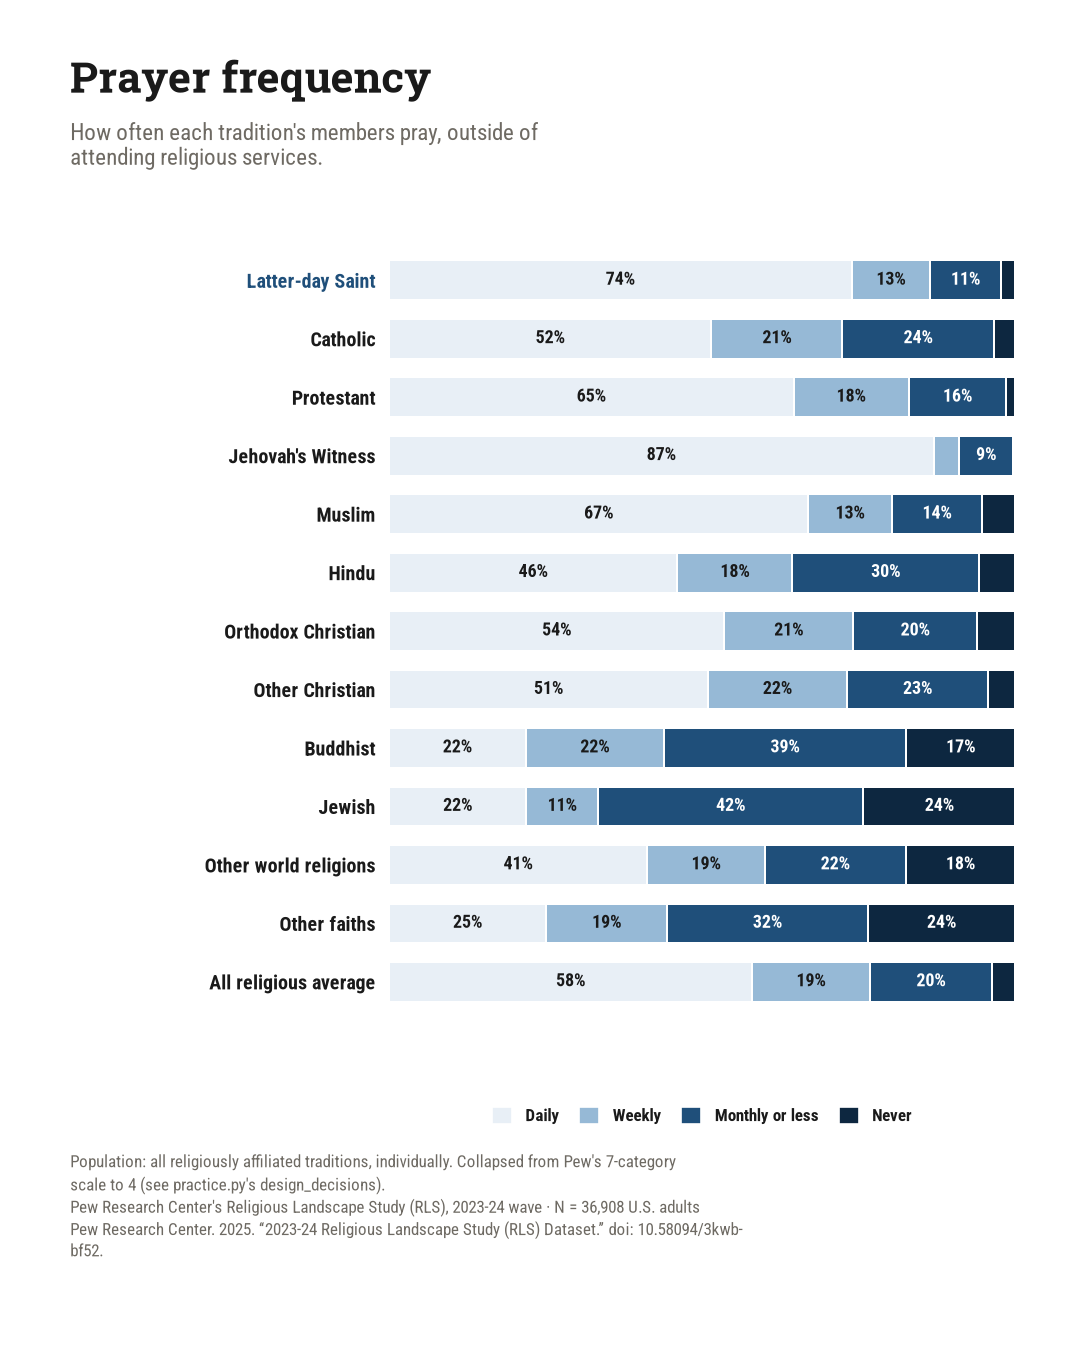 Prayer frequency
How often each tradition's members pray, outside of
attending religious services.
Latter-day Saint 74% 13% 11%
Catholic 52% 21% 24%
Protestant 65% 18% 16%
Jehovah's Witness 87% 9%
Muslim 67% 13% 14%
Hindu 46% 18% 30%
Orthodox Christian 54% 21% 20%
Other Christian 51% 22% 23%
Buddhist 22% 22% 39% 17%
Jewish 22% 11% 42% 24%
Other world religions 41% 19% 22% 18%
Other faiths 25% 19% 32% 24%
All religious average 58% 19% 20%
Daily Weekly Monthly or less Never
Population: all religiously affiliated traditions, individually. Collapsed from Pew's 7-category
scale to 4 (see practice.py's design_decisions).
Pew Research Center's Religious Landscape Study (RLS), 2023-24 wave · N = 36,908 U.S. adults
Pew Research Center. 2025. “2023-24 Religious Landscape Study (RLS) Dataset.” doi: 10.58094/3kwb-
bf52.